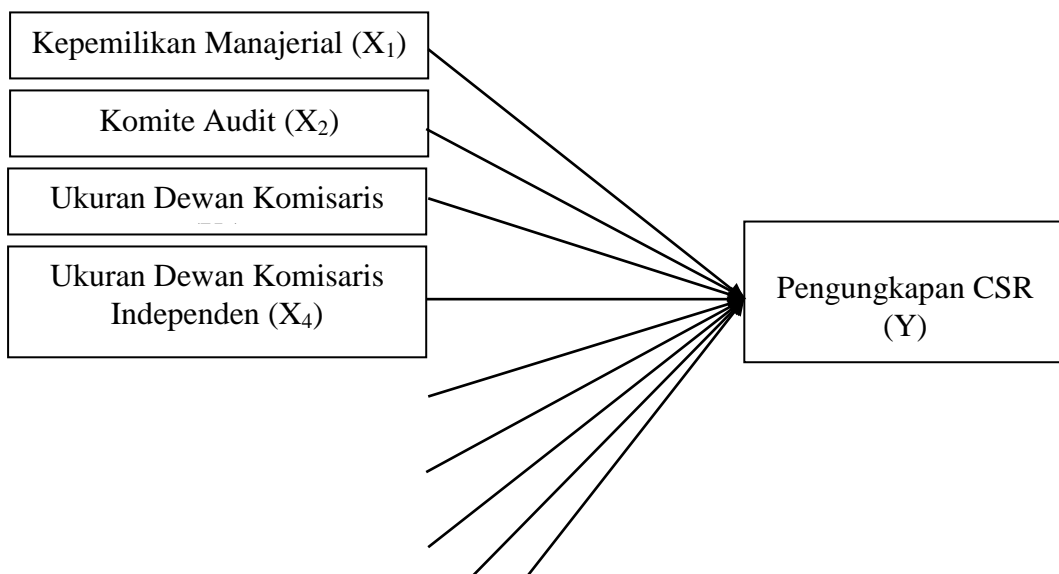 Kepemilikan Manajerial (X₁)
Komite Audit (X₂)
Ukuran Dewan Komisaris
Ukuran Dewan Komisaris
Independen (X₄)
Pengungkapan CSR
(Y)